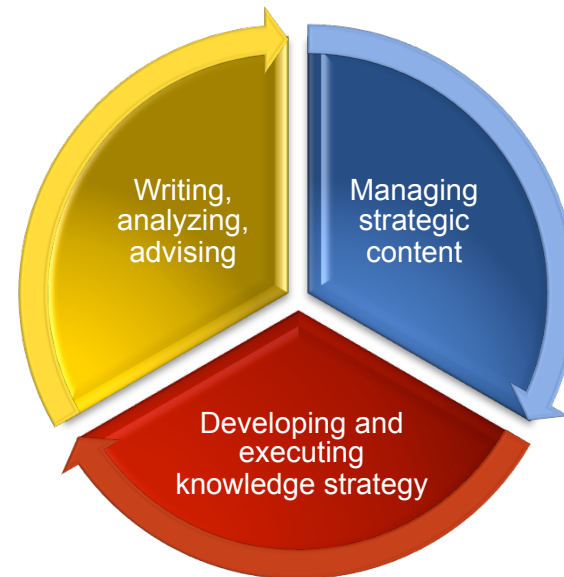 Writing,
analyzing,
advising
Managing
strategic
content
Developing and
executing
knowledge strategy